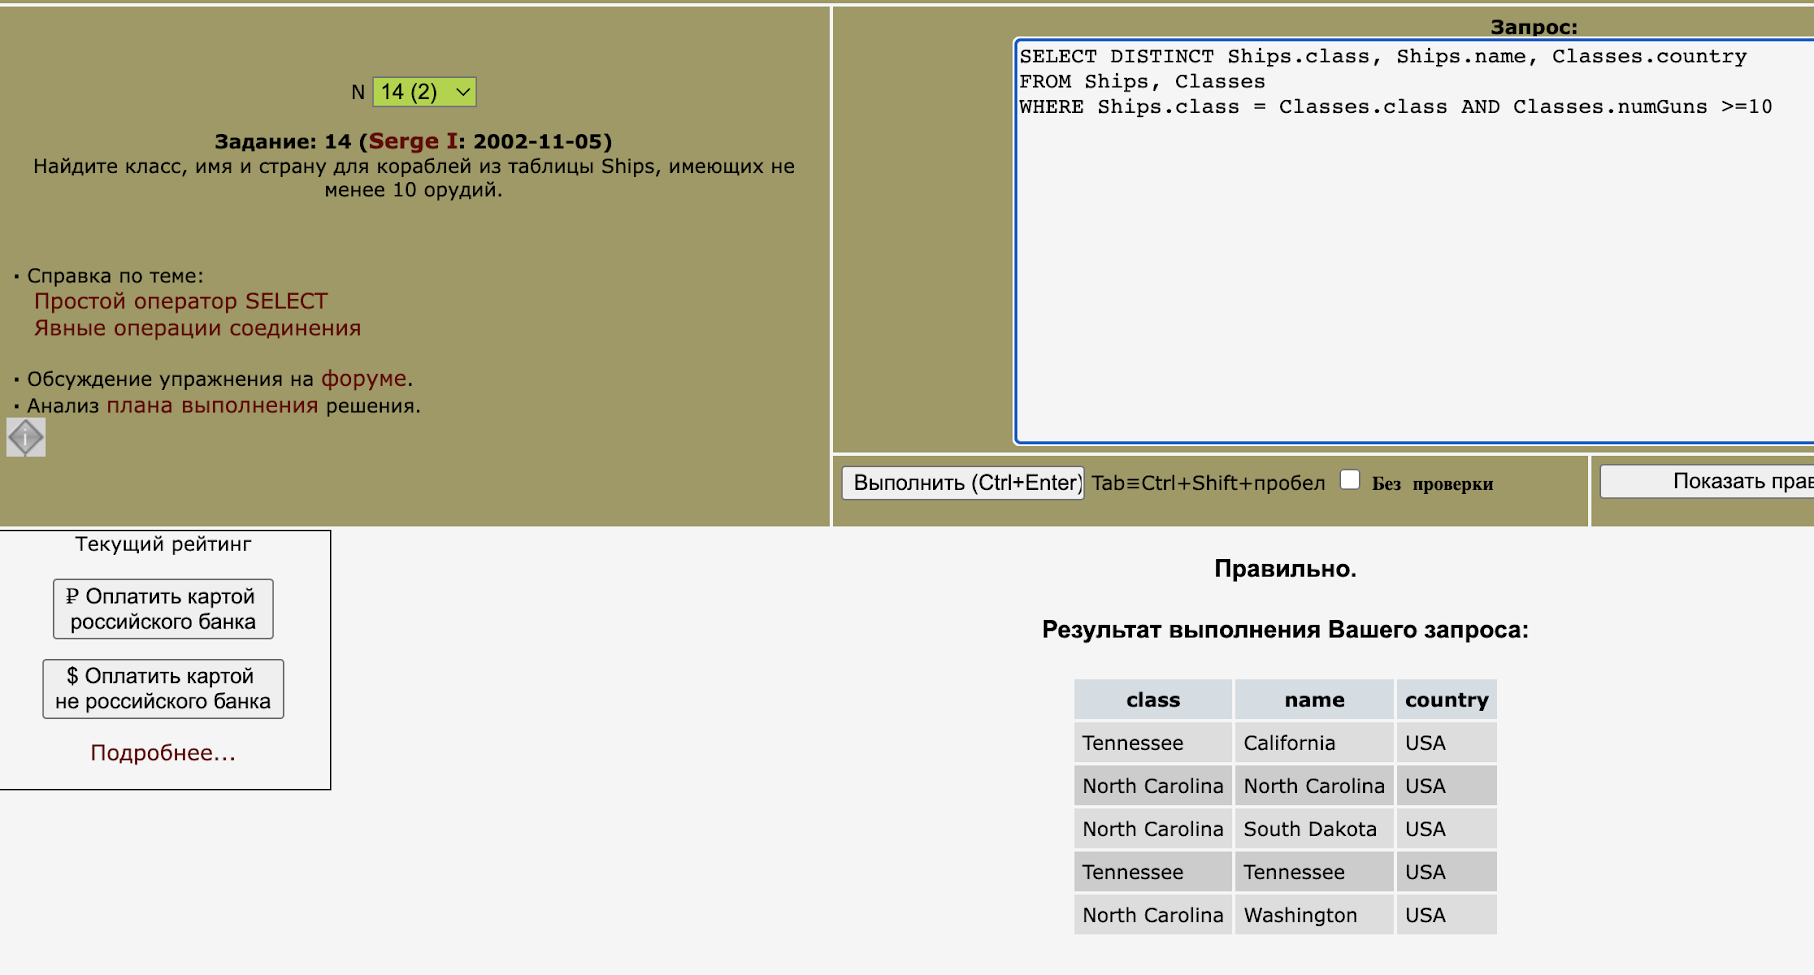 N 14 (2)
Задание: 14 (Serge I: 2002-11-05)
Найдите класс, имя и страну для кораблей из таблицы Ships, имеющих не
менее 10 орудий.
· Справка по теме:
Простой оператор SELECT
Явные операции соединения
· Обсуждение упражнения на форуме.
· Анализ плана выполнения решения.
i
Запрос:
SELECT DISTINCT Ships.class, Ships.name, Classes.country
FROM Ships, Classes
WHERE Ships.class = Classes.class AND Classes.numGuns >=10
Выполнить (Ctrl+Enter) Tab≡Ctrl+Shift+пробел Без проверки
Показать
Текущий рейтинг
₽ Оплатить картой
российского банка
$ Оплатить картой
не российского банка
Подробнее...
Правильно.
Результат выполнения Вашего запроса:
class name country
Tennessee California USA
North Carolina North Carolina USA
North Carolina South Dakota USA
Tennessee Tennessee USA
North Carolina Washington USA